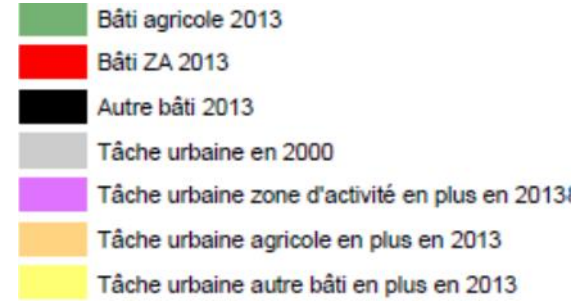 Bâti agricole 2013
Bâti ZA 2013
Autre bâti 2013
Tâche urbaine en 2000
Tâche urbaine zone d'activité en plus en 2013
Tâche urbaine agricole en plus en 2013
Tâche urbaine autre bâti en plus en 2013